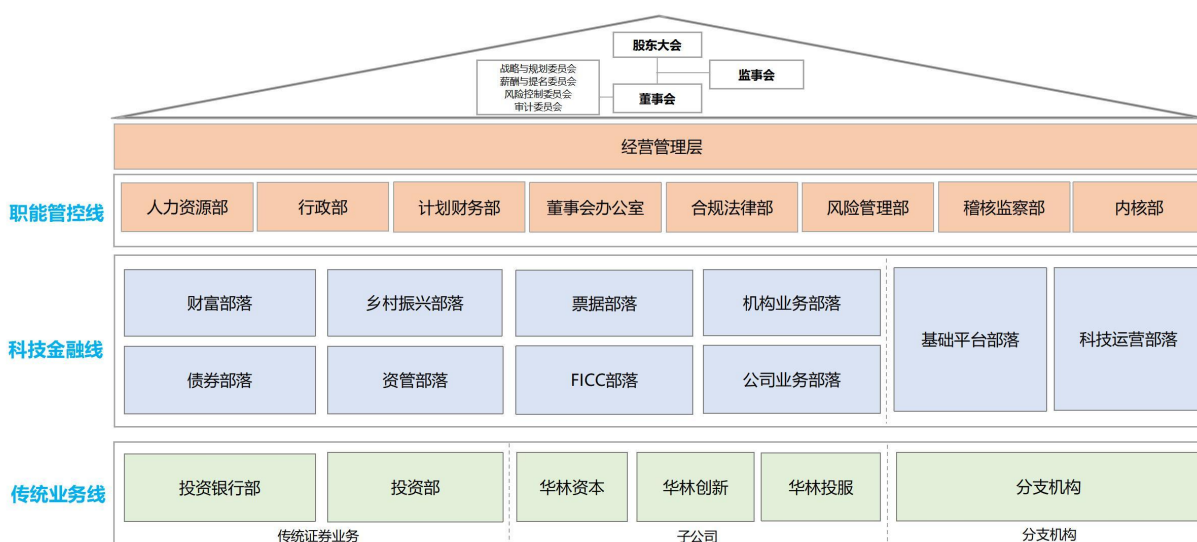 股东大会
监事会
战略与规划委员会
薪酬与提名委员会
风险控制委员会
审计委员会
董事会
经营管理层
职能管控线
人力资源部
行政部
计划财务部
董事会办公室
合规法律部
风险管理部
稽核监察部
内核部
科技金融线
财富部落
乡村振兴部落
票据部落
机构业务部落
基础平台部落
科技运营部落
债券部落
资管部落
FICC部落
公司业务部落
传统业务线
投资银行部
投资部
华林资本
华林创新
华林投服
分支机构
传统证券业务
子公司
分支机构